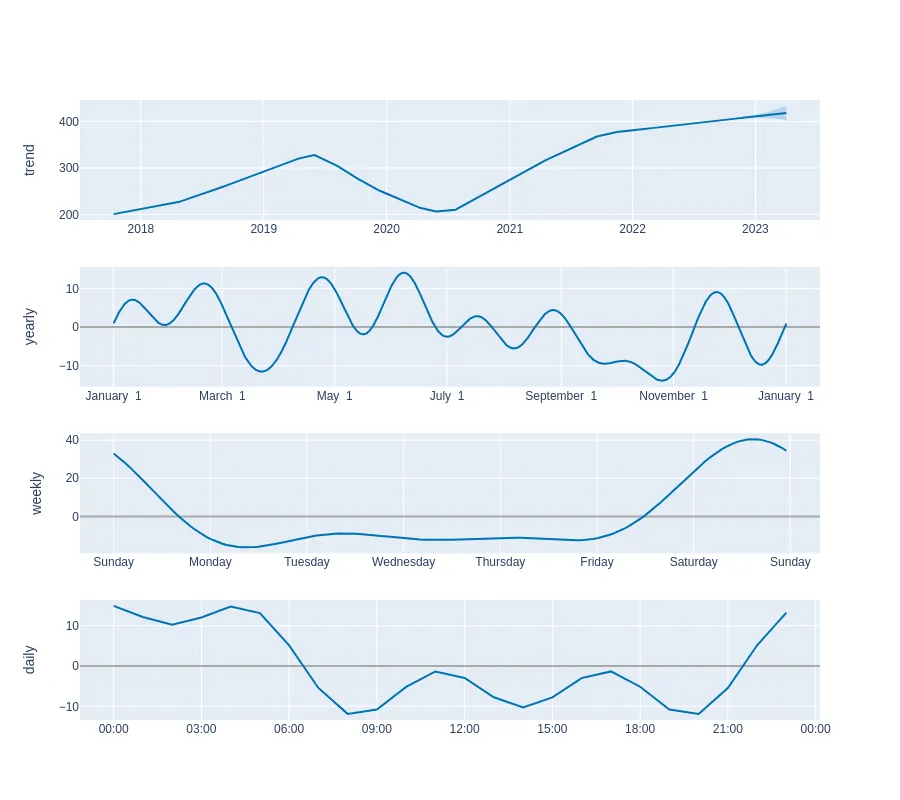 trend
400
300
200
2018 2019 2020 2021 2022 2023
yearly
10
0
−10
January 1 March 1 May 1 July 1 September 1 November 1 January 1
weekly
40
20
0
Sunday Monday Tuesday Wednesday Thursday Friday Saturday Sunday
daily
10
0
−10
00:00 03:00 06:00 09:00 12:00 15:00 18:00 21:00 00:00